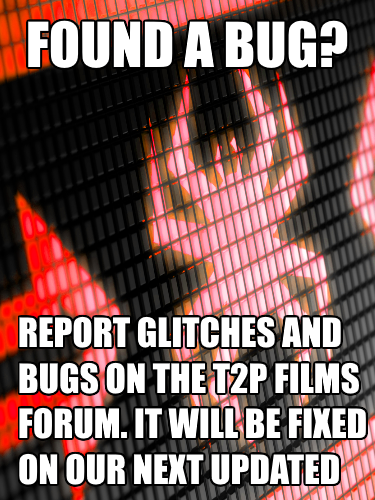 FOUND A BUG?
REPORT GLITCHES AND
BUGS ON THE T2P FILMS
FORUM. IT WILL BE FIXED
ON OUR NEXT UPDATED